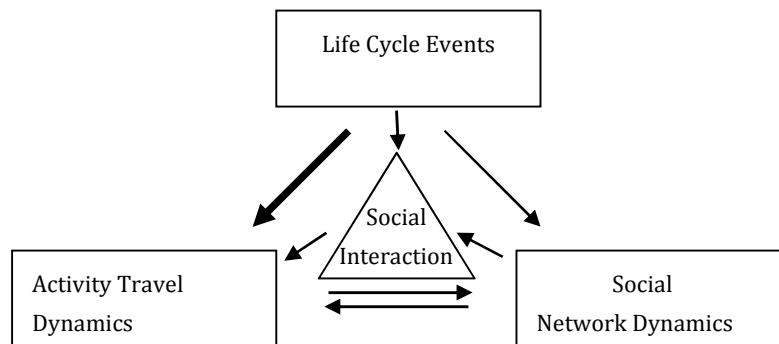 Life Cycle Events
Social
Interaction
Activity Travel
Dynamics
Social
Network Dynamics